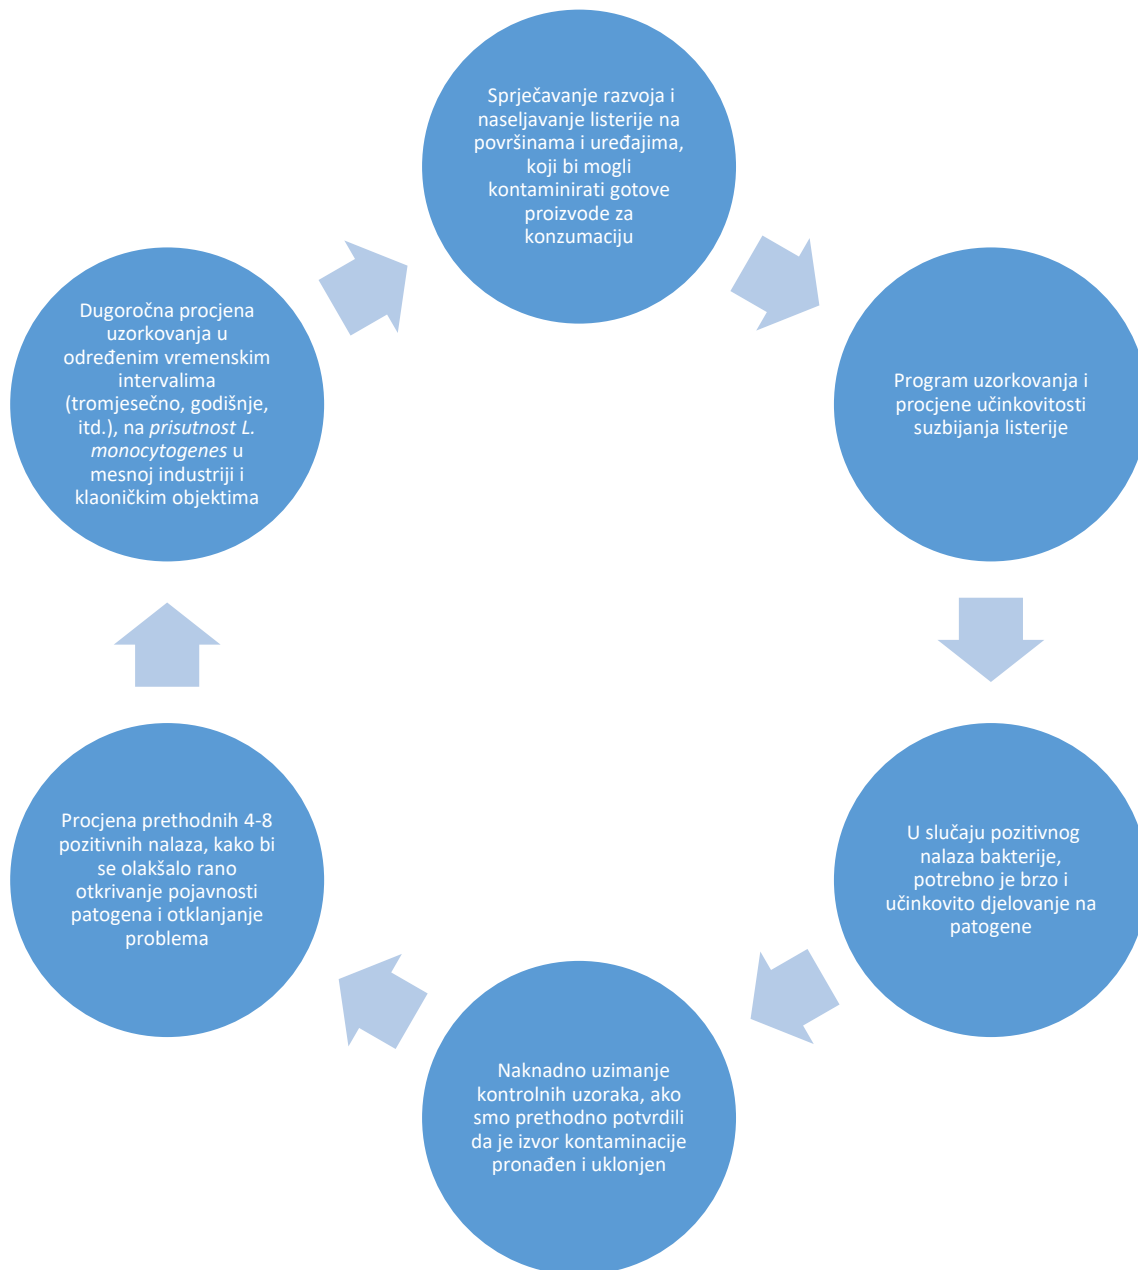 Sprječavanje razvoja i
naseljavanje listerije na
površinama i uređajima,
koji bi mogli
kontaminirati gotove
proizvode za
konzumaciju
Program uzorkovanja i
procjene učinkovitosti
suzbijanja listerije
U slučaju pozitivnog
nalaza bakterije,
potrebno je brzo i
učinkovito djelovanje na
patogene
Naknadno uzimanje
kontrolnih uzoraka, ako
smo prethodno potvrdili
da je izvor kontaminacije
pronađen i uklonjen
Procjena prethodnih 4-8
pozitivnih nalaza, kako bi
se olakšalo rano
otkrivanje pojavnosti
patogena i otklanjanje
problema
Dugoročna procjena
uzorkovanja u
određenim vremenskim
intervalima
(tromjesečno, godišnje,
itd.), na prisutnost L.
monocytogenes u
mesnoj industriji i
klaoničkim objektima